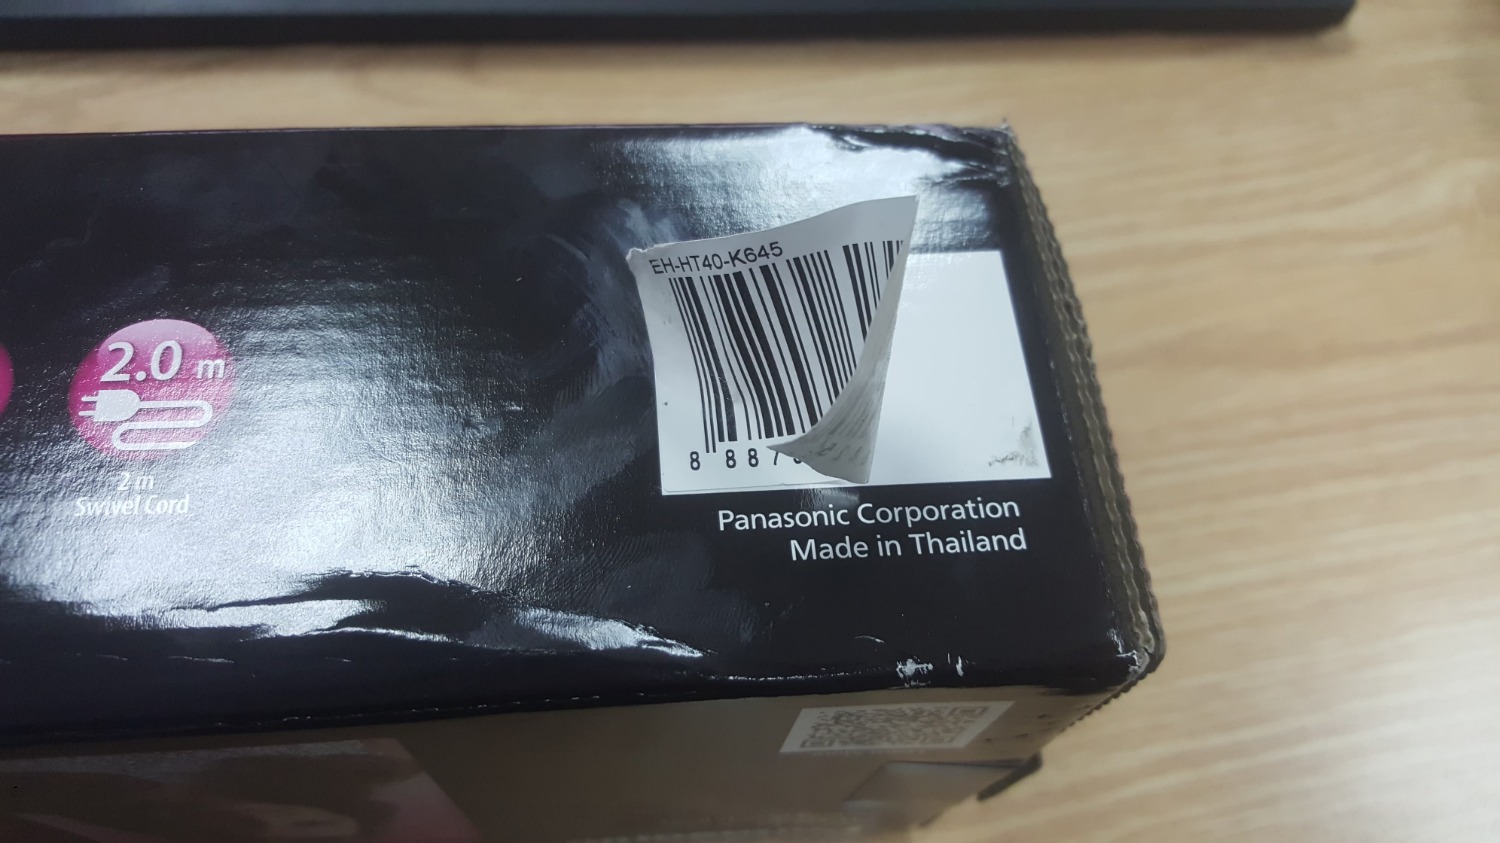 EH-HT40-K645
2.0 m
8 887
2 m
Swivel Cord
Panasonic Corporation
Made in Thailand